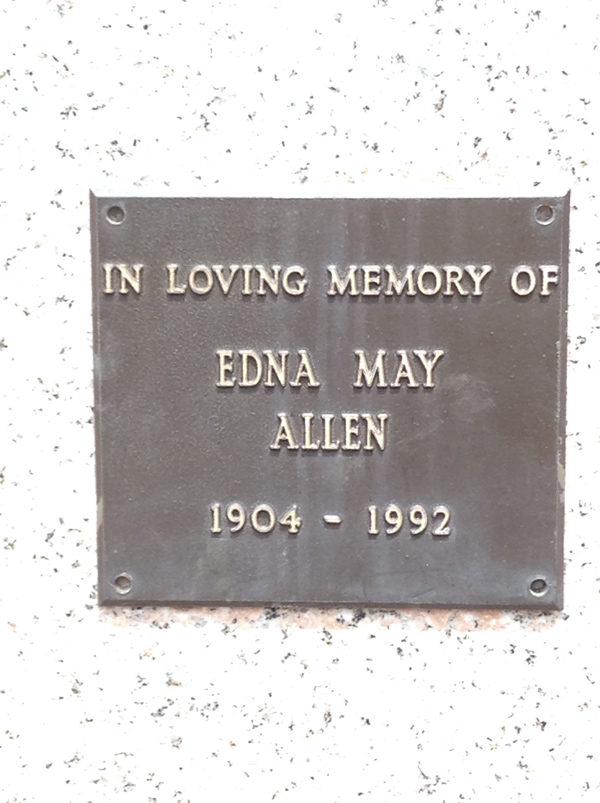 IN LOVING MEMORY OF
EDNA MAY
ALLEN
1904 - 1992